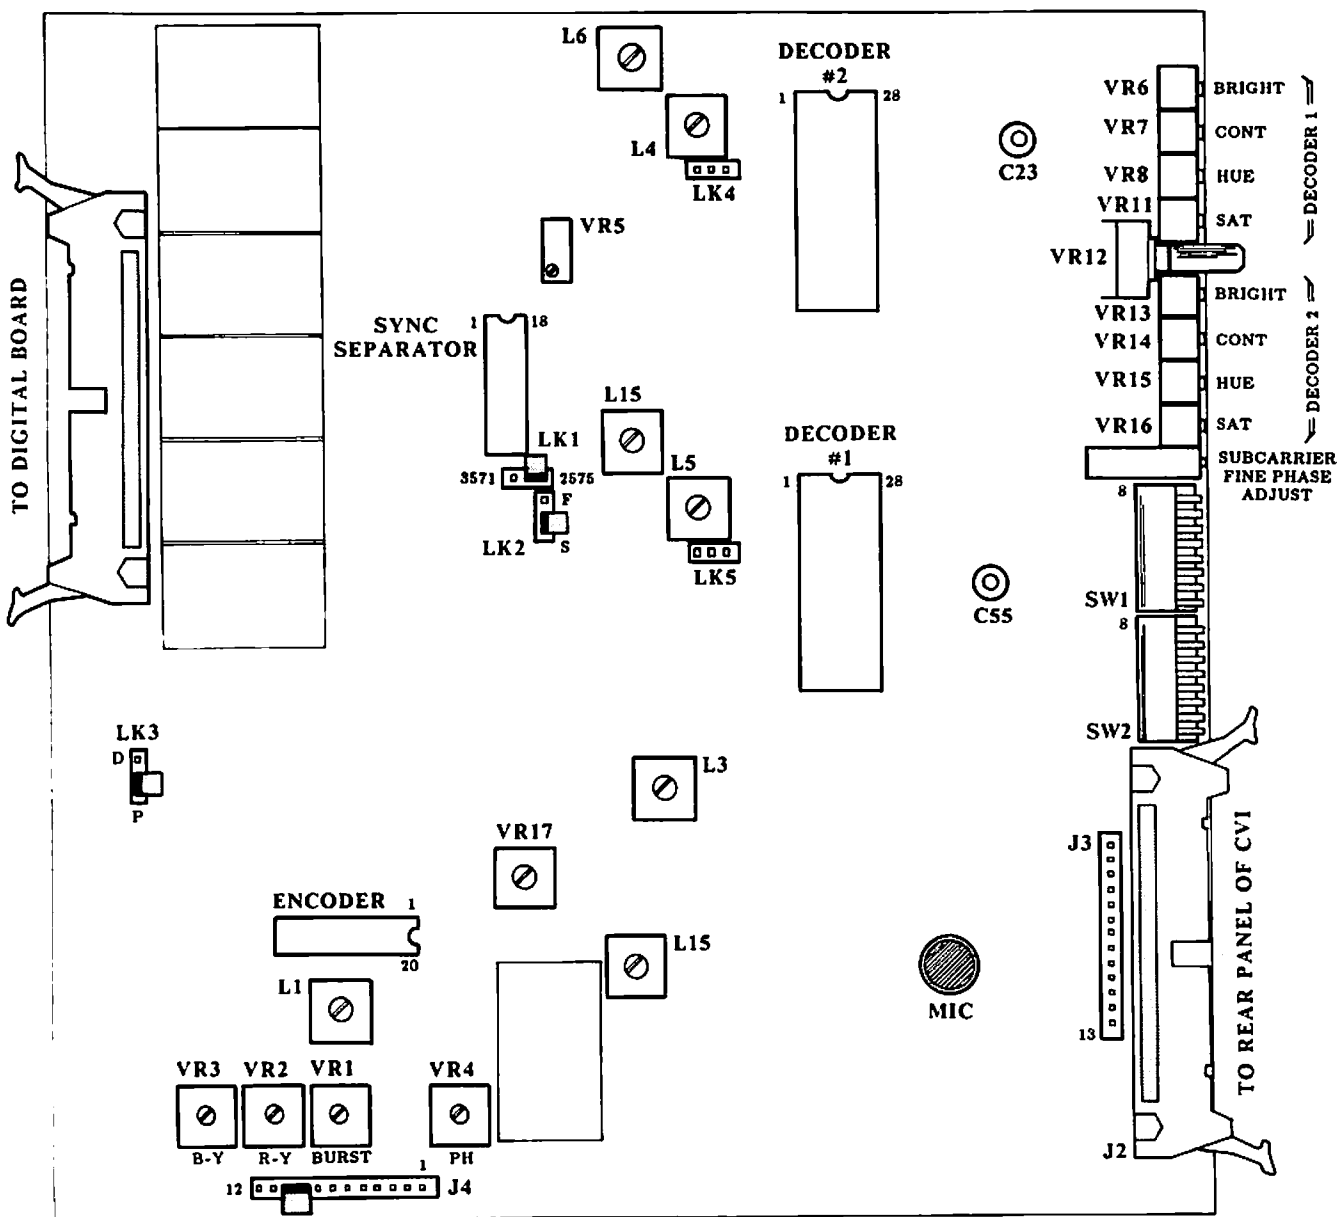 L6
DECODER
#2
1
28
VR6
BRIGHT
VR7
CONT
VR8
HUE
VR11
SAT
DECODER 1
L4
LK4
C23
VR5
VR12
BRIGHT
VR13
VR14
CONT
VR15
HUE
VR16
SAT
DECODER 2
SUBCARRIER
FINE PHASE
ADJUST
TO DIGITAL BOARD
SYNC
SEPARATOR
1
18
L15
LK1
3571
2575
F
LK2
S
L5
LK5
DECODER
#1
1
28
C55
8
SW1
8
SW2
LK3
D
P
L3
VR17
J3
13
TO REAR PANEL OF CVI
ENCODER
1
20
L15
MIC
L1
VR3
VR2
VR1
VR4
B-Y
R-Y
BURST
PH
J2
12
1
J4